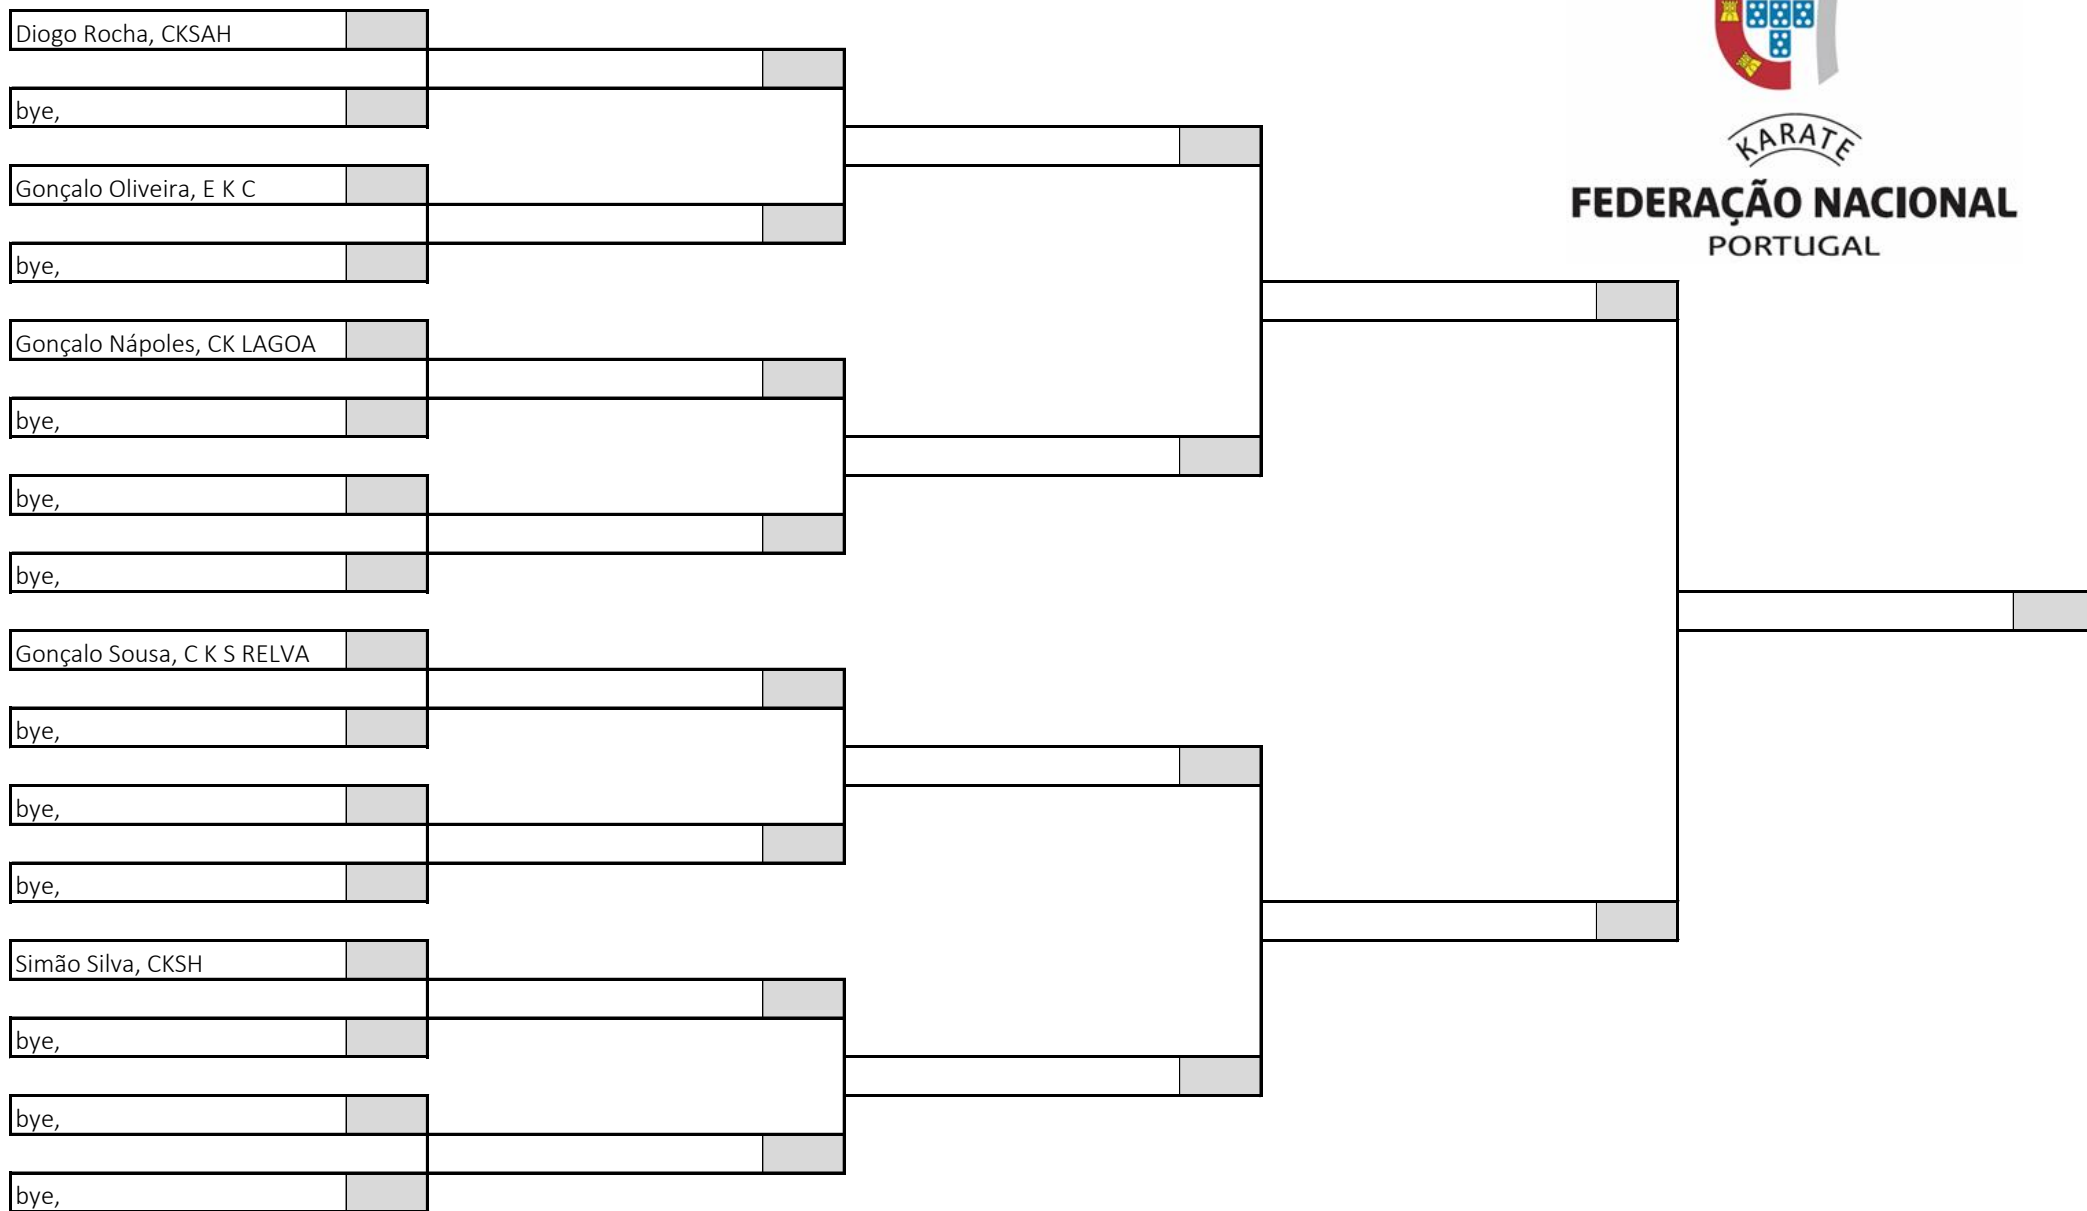 Diogo Rocha, CKSAH
bye,
Gonçalo Oliveira, E K C
bye,
Gonçalo Nápoles, CK LAGOA
bye,
bye,
bye,
Gonçalo Sousa, C K S RELVA
bye,
bye,
bye,
Simão Silva, CKSH
bye,
bye,
bye,
KARATE
FEDERAÇÃO NACIONAL
PORTUGAL